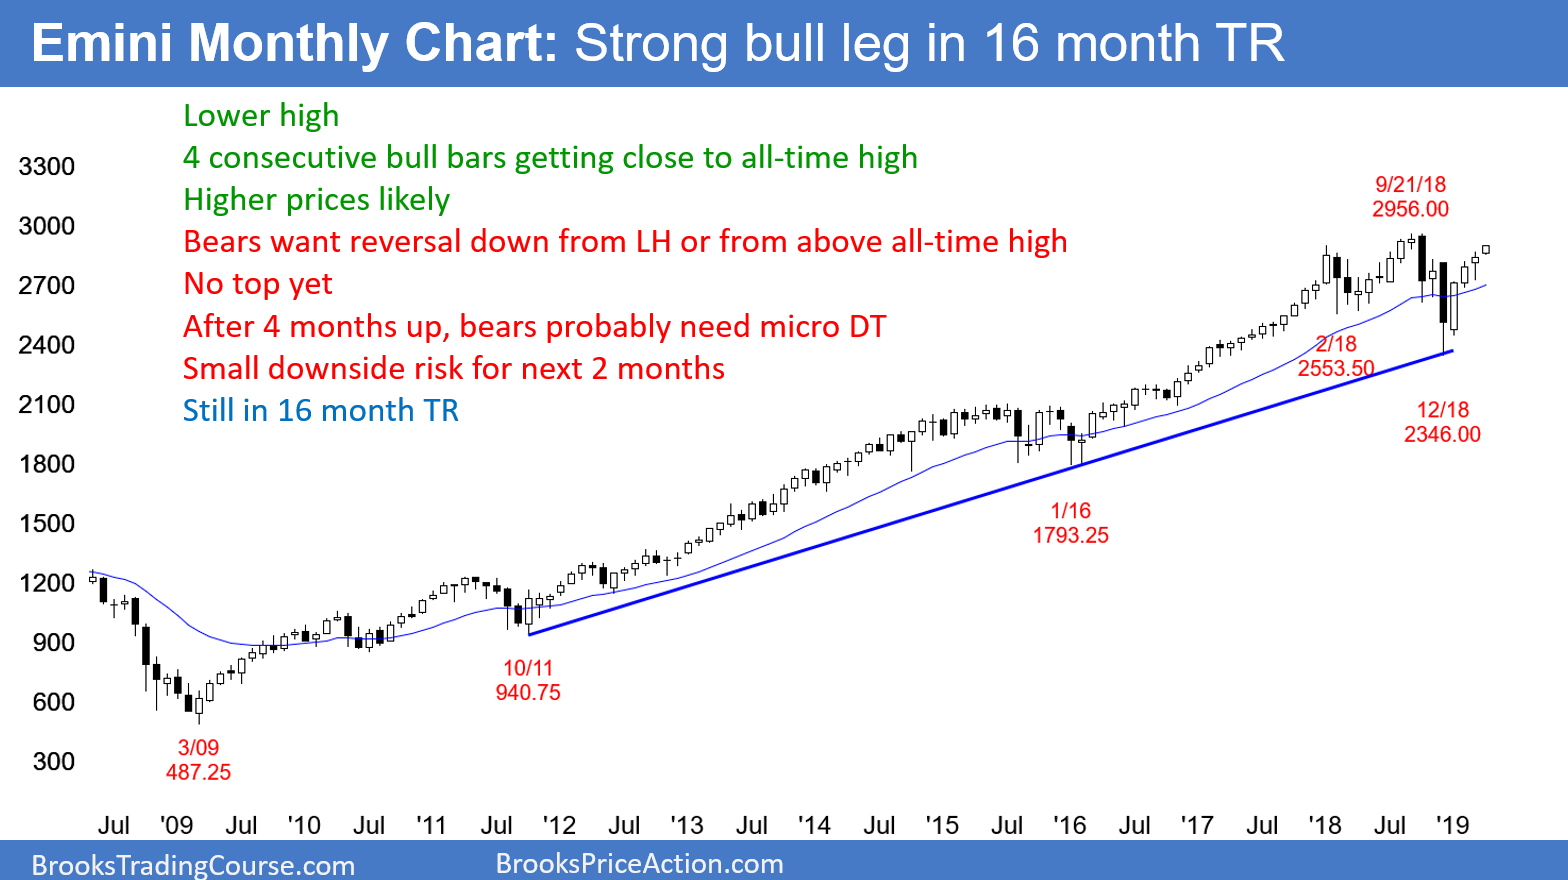 Emini Monthly Chart: Strong bull leg in 16 month TR
Lower high
4 consecutive bull bars getting close to all-time high
Higher prices likely
Bears want reversal down from LH or from above all-time high
No top yet
After 4 months up, bears probably need micro DT
Small downside risk for next 2 months
Still in 16 month TR
3300
3000
2700
2400
2100
1800
1500
1200
900
600
300
9/21/18
2956.00
2/18
2553.50
12/18
2346.00
1/16
1793.25
10/11
940.75
3/09
487.25
Jul '09 Jul '10 Jul '11 Jul '12 Jul '13 Jul '14 Jul '15 Jul '16 Jul '17 Jul '18 Jul '19
BrooksTradingCourse.com BrooksPriceAction.com